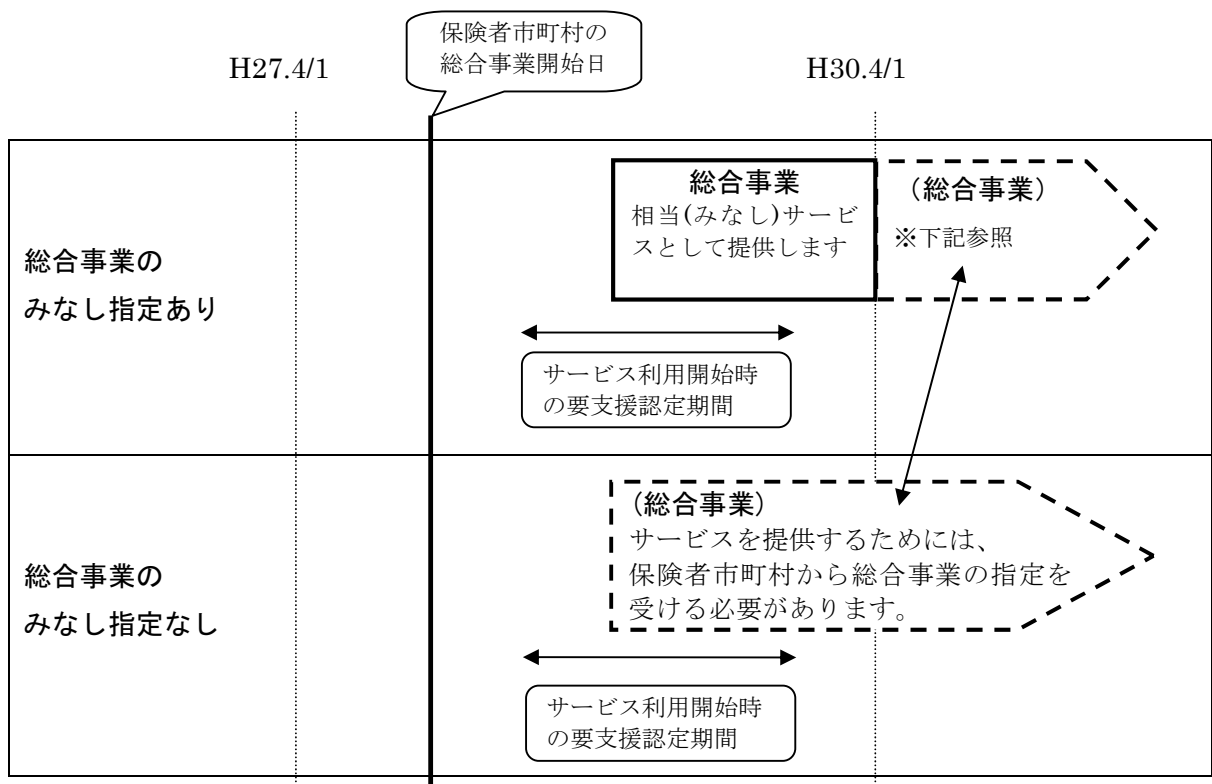 保険者市町村の
総合事業開始日
H27.4/1
H30.4/1
総合事業の
みなし指定あり
総合事業
相当(みなし)サービ
スとして提供します
（総合事業）
※下記参照
サービス利用開始時
の要支援認定期間
総合事業の
みなし指定なし
（総合事業）
サービスを提供するためには、
保険者市町村から総合事業の指定を
受ける必要があります。
サービス利用開始時
の要支援認定期間